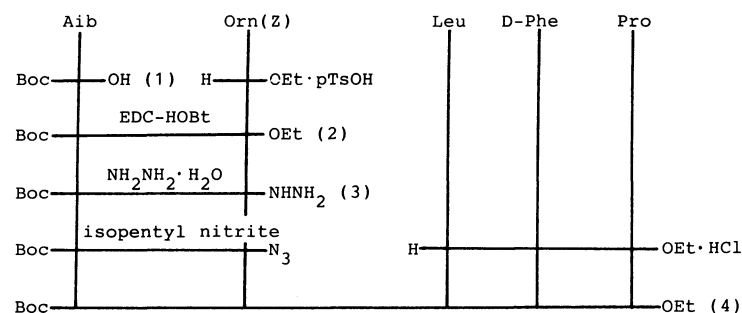 Aib Orn(Z) Leu D-Phe Pro
Boc OH (1) H OEt·pTsOH
EDC-HOBt
Boc OEt (2)
NH2NH2·H2O
Boc NHNH2 (3)
isopentyl nitrite
Boc N3 H OEt·HCl
Boc OEt (4)